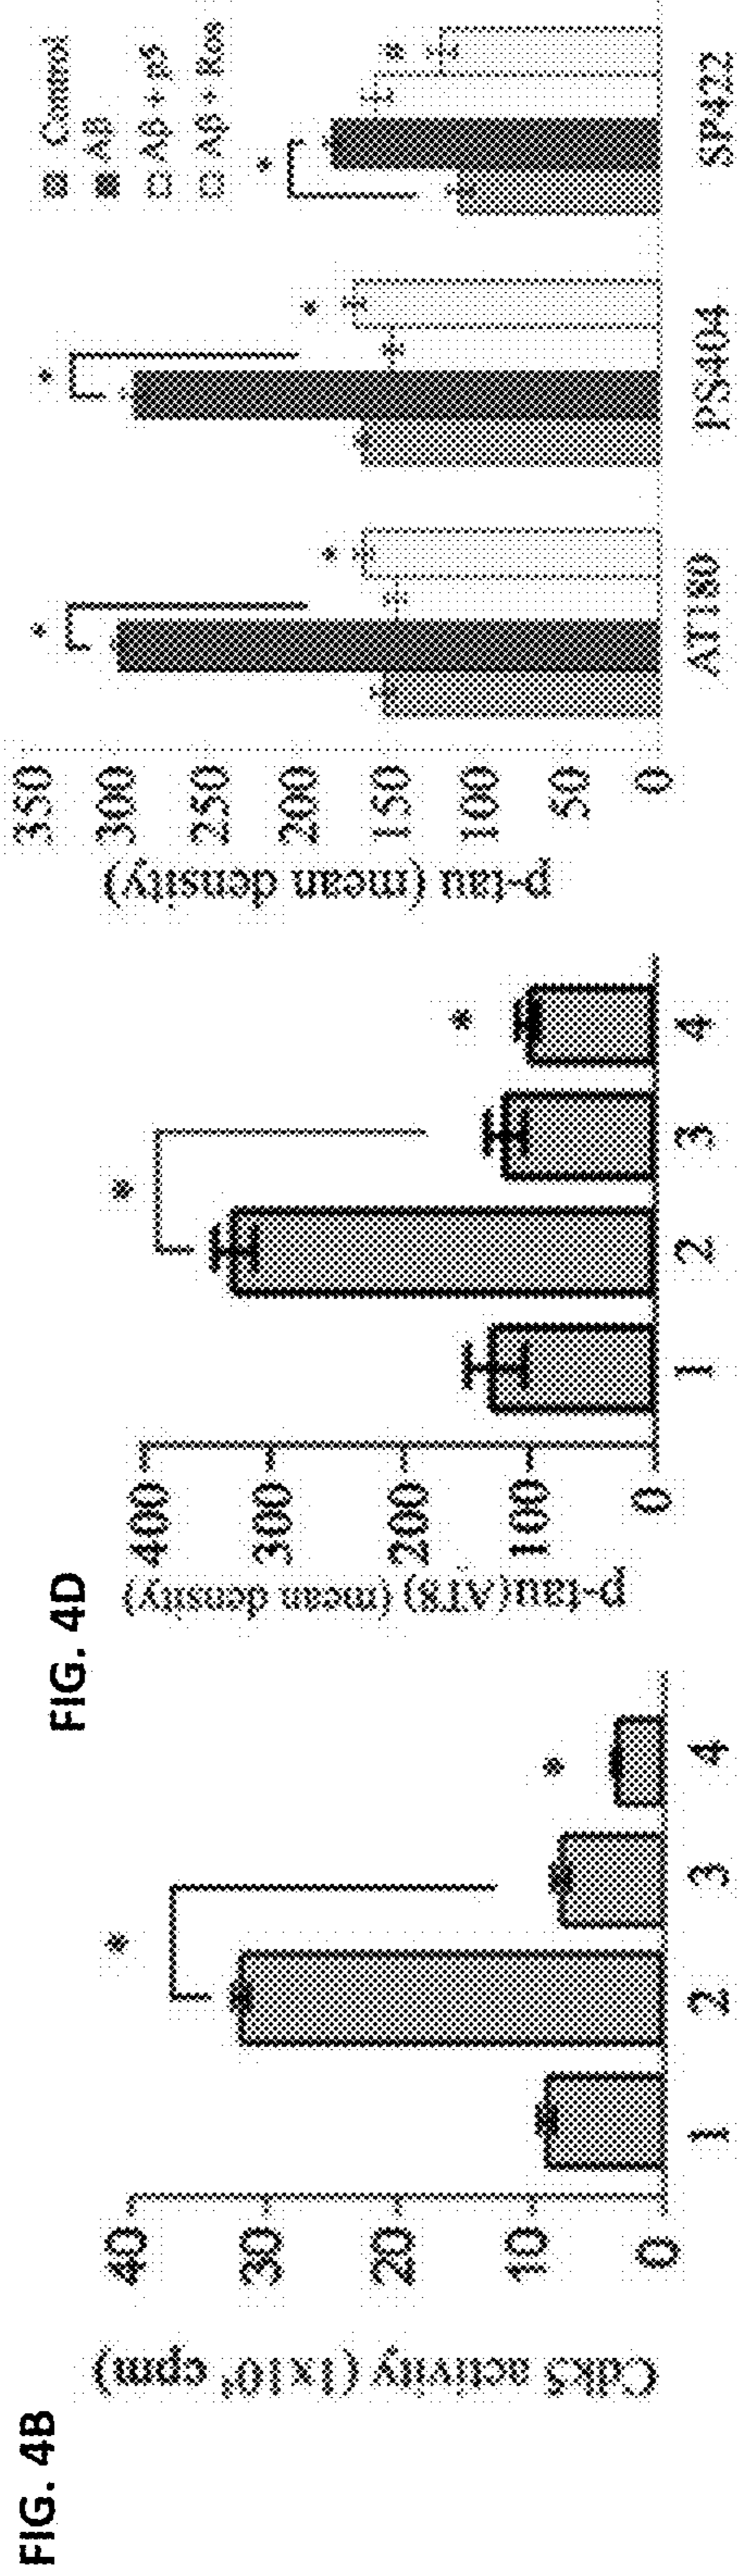 FIG. 4B
Cdk5 activity (1x10⁴ cpm)
40
30
20
10
0
1 2 3 4
FIG. 4D
p-tau(AT8) (mean density)
400
300
200
100
0
1 2 3 4
p-tau (mean density)
350
300
250
200
150
100
50
0
AT180 PS404 SP422
Control
Aβ
Aβ + p5
Aβ + Ros
*
*
*
*
*
*
*
*
*
*